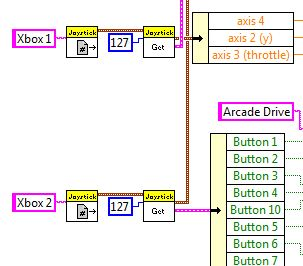 axis 4
Joystick
Joystick
Xbox 1
127
Get
axis 2 (y)
#
axis 3 (throttle)
Arcade Drive
Button 1
Button 2
Button 3
Joystick
Joystick
Button 4
Xbox 2
127
Get
Button 10
#
Button 5
Button 6
Button 7